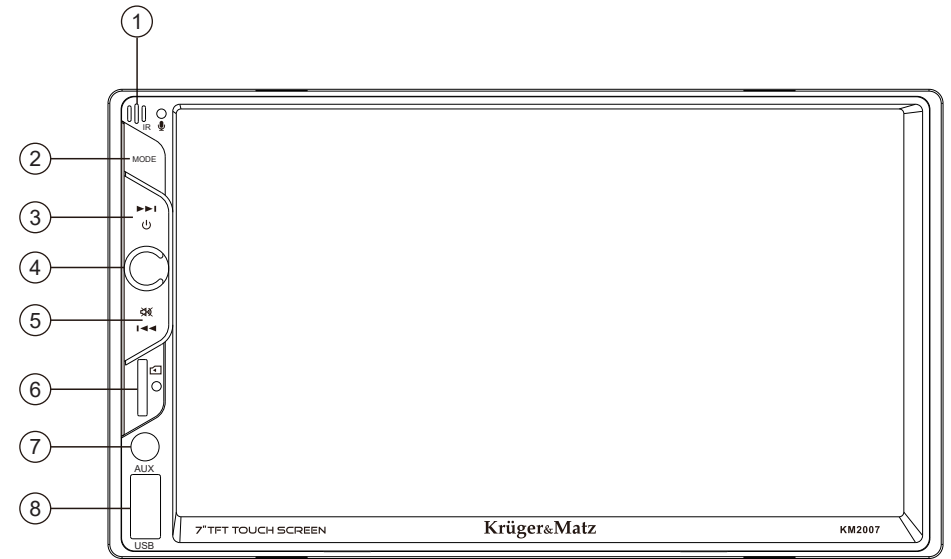 1
IR
2
MODE
3
4
5
6
7
AUX
8
USB
7"TFT TOUCH SCREEN
Krüger&Matz
KM2007